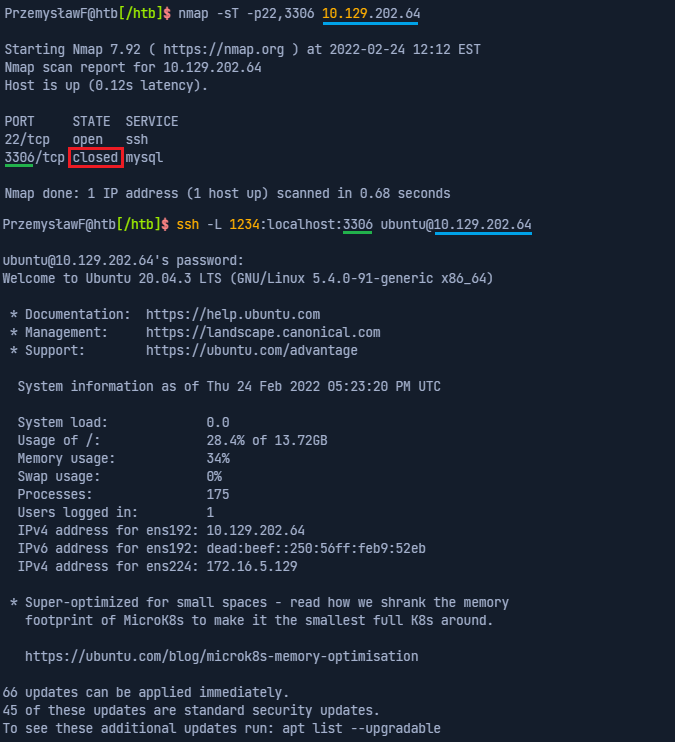 PrzemysławF@htb[/htb]$ nmap -sT -p22,3306 10.129.202.64
Starting Nmap 7.92 ( https://nmap.org ) at 2022-02-24 12:12 EST
Nmap scan report for 10.129.202.64
Host is up (0.12s latency).
PORT     STATE  SERVICE
22/tcp   open   ssh
3306/tcp closed mysql
Nmap done: 1 IP address (1 host up) scanned in 0.68 seconds
PrzemysławF@htb[/htb]$ ssh -L 1234:localhost:3306 ubuntu@10.129.202.64
ubuntu@10.129.202.64's password:
Welcome to Ubuntu 20.04.3 LTS (GNU/Linux 5.4.0-91-generic x86_64)
 * Documentation:  https://help.ubuntu.com
 * Management:     https://landscape.canonical.com
 * Support:        https://ubuntu.com/advantage
  System information as of Thu 24 Feb 2022 05:23:20 PM UTC
  System load:             0.0
  Usage of /:              28.4% of 13.72GB
  Memory usage:            34%
  Swap usage:              0%
  Processes:               175
  Users logged in:         1
  IPv4 address for ens192: 10.129.202.64
  IPv6 address for ens192: dead:beef::250:56ff:feb9:52eb
  IPv4 address for ens224: 172.16.5.129
 * Super-optimized for small spaces - read how we shrank the memory
   footprint of MicroK8s to make it the smallest full K8s around.
   https://ubuntu.com/blog/microk8s-memory-optimisation
66 updates can be applied immediately.
45 of these updates are standard security updates.
To see these additional updates run: apt list --upgradable